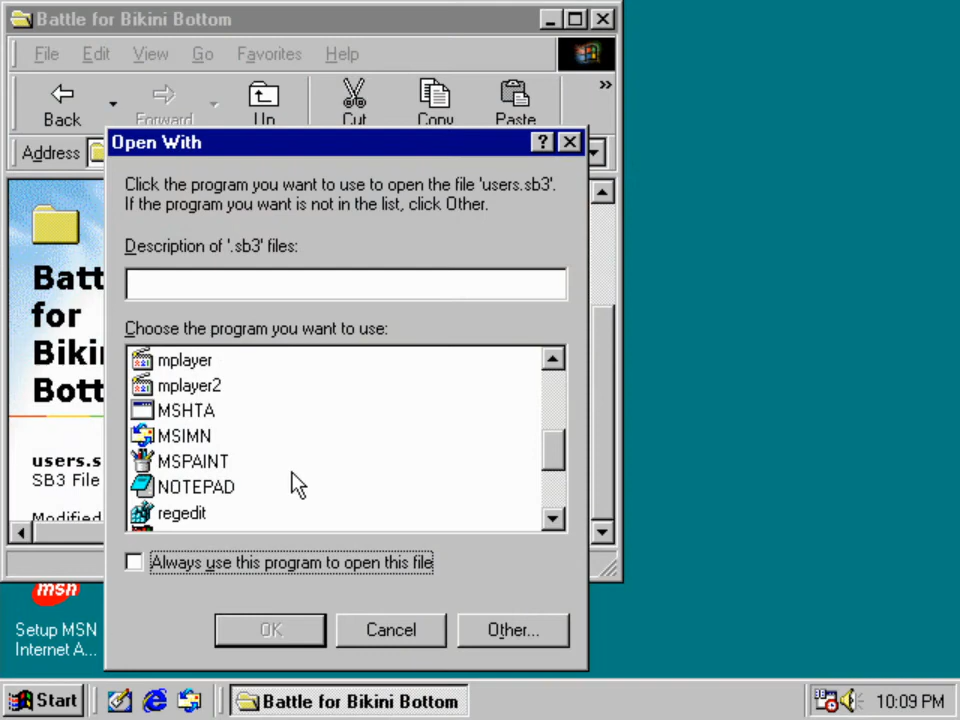 Battle for Bikini Bottom
File Edit View Go Favorites Help
Back Forward Up Cut Copy Paste
Address
Open With
Click the program you want to use to open the file 'users.sb3'.
If the program you want is not in the list, click Other.
Description of '.sb3' files:
Choose the program you want to use:
mplayer
mplayer2
MSHTA
MSIMN
MSPAINT
NOTEPAD
regedit
Always use this program to open this file
OK Cancel Other...
Batt
for
Biki
Bott
users.s
SB3 File
Modified
msn
Setup MSN
Internet A...
Start Battle for Bikini Bottom 10:09 PM